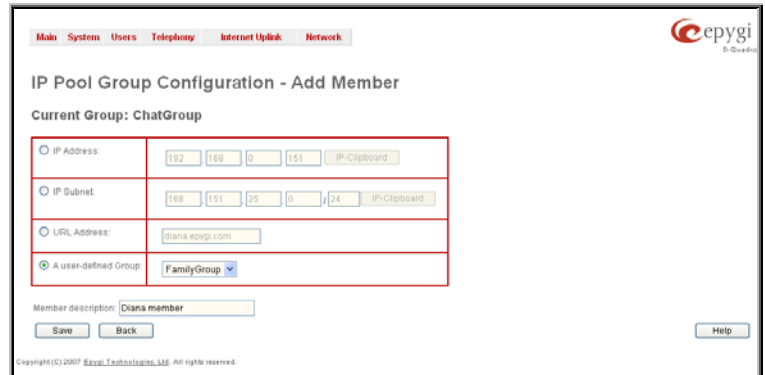 Main System Users Telephony Internet Uplink Network
epygi
D-Quadro
IP Pool Group Configuration - Add Member
Current Group: ChatGroup
IP Address: 192 . 168 . 0 . 151 IP-Clipboard
IP Subnet: 168 . 151 . 25 . 0 / 24 IP-Clipboard
URL Address: diana.epygi.com
A user-defined Group: FamilyGroup
Member description: Diana member
Save Back Help
Copyright (C) 2007 Epygi Technologies, Ltd. All rights reserved.